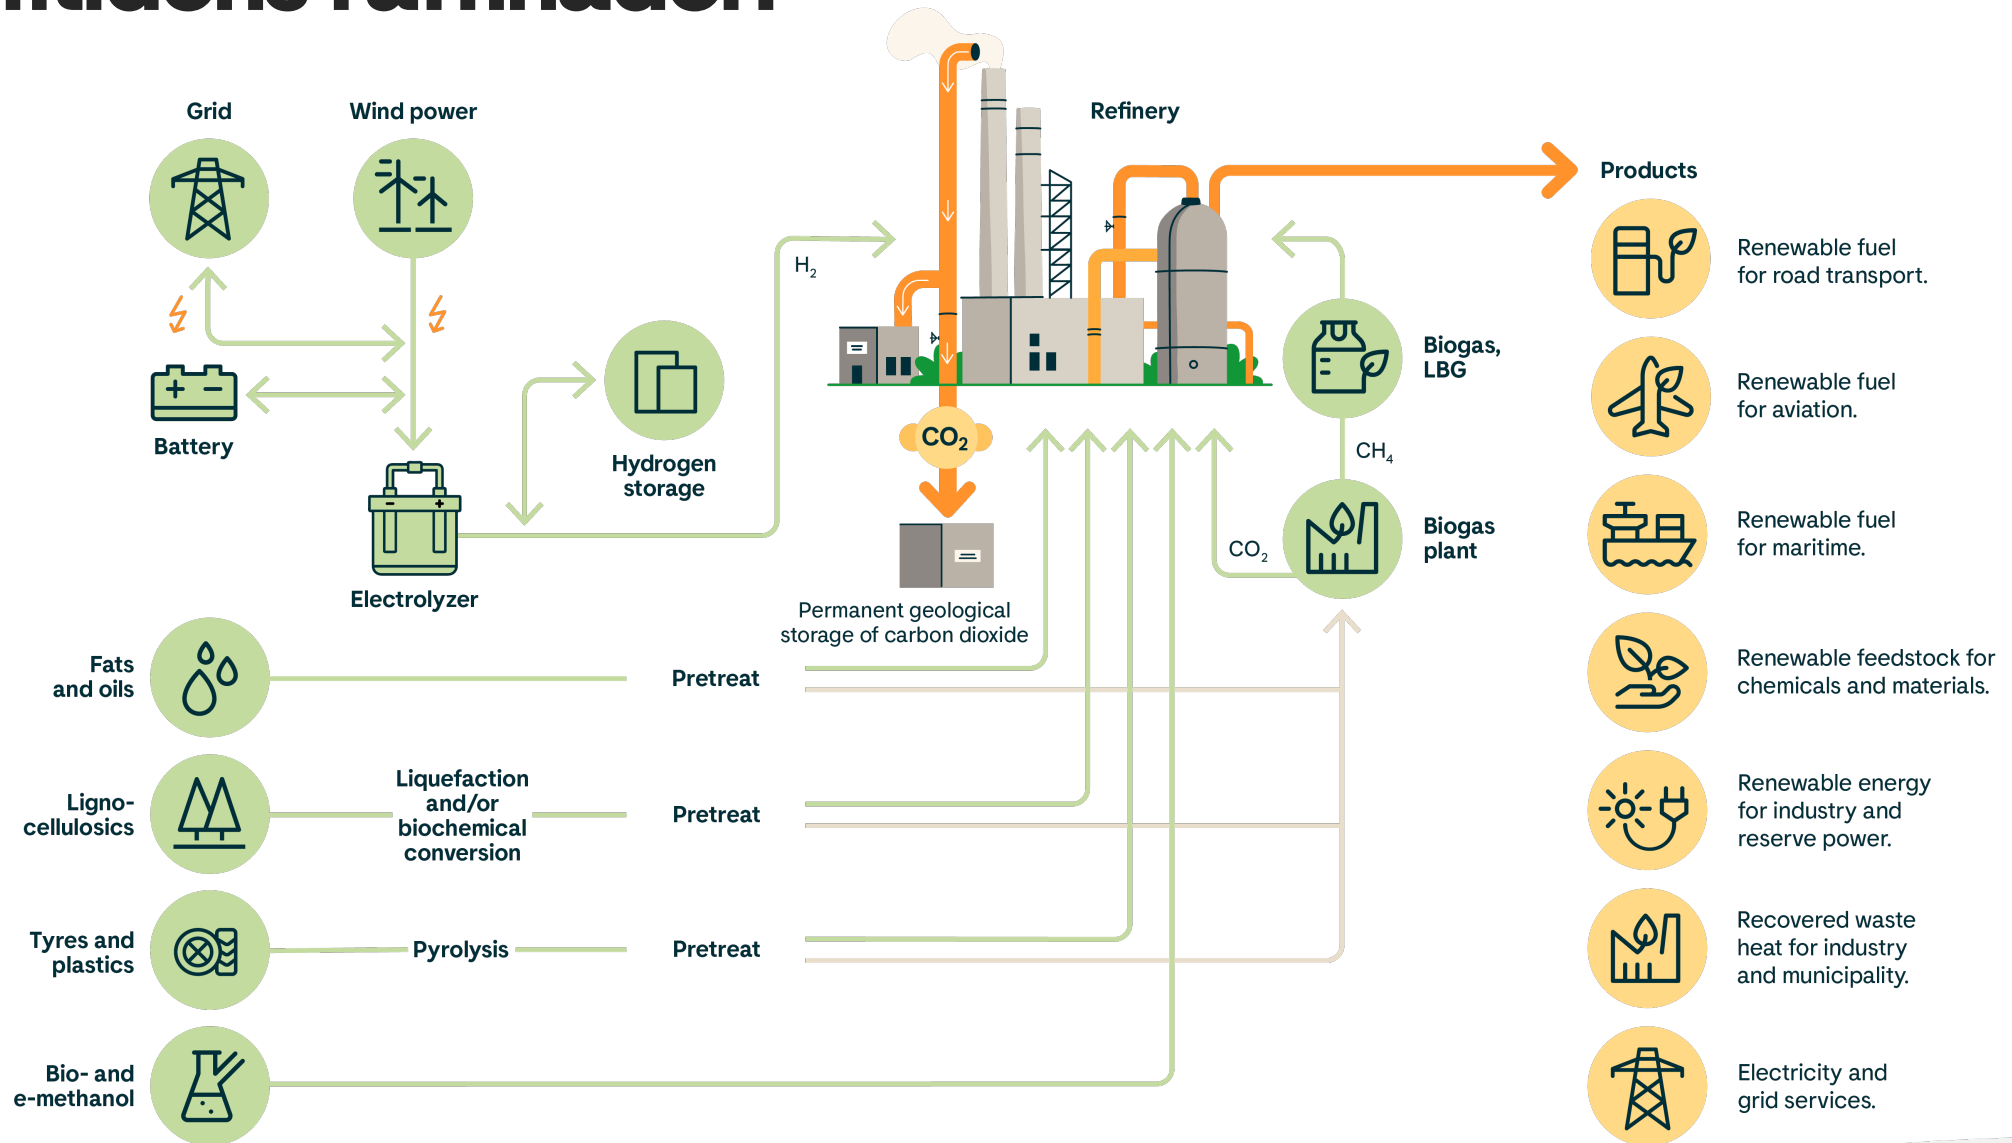 Grid
Wind power
Refinery
Products
H2
Battery
Hydrogen
storage
Electrolyzer
CO2
Permanent geological
storage of carbon dioxide
Biogas,
LBG
CH4
Biogas
plant
CO2
Fats
and oils
Pretreat
Ligno-
cellulosics
Liquefaction
and/or
biochemical
conversion
Pretreat
Tyres and
plastics
Pyrolysis
Pretreat
Bio- and
e-methanol
Renewable fuel
for road transport.
Renewable fuel
for aviation.
Renewable fuel
for maritime.
Renewable feedstock for
chemicals and materials.
Renewable energy
for industry and
reserve power.
Recovered waste
heat for industry
and municipality.
Electricity and
grid services.